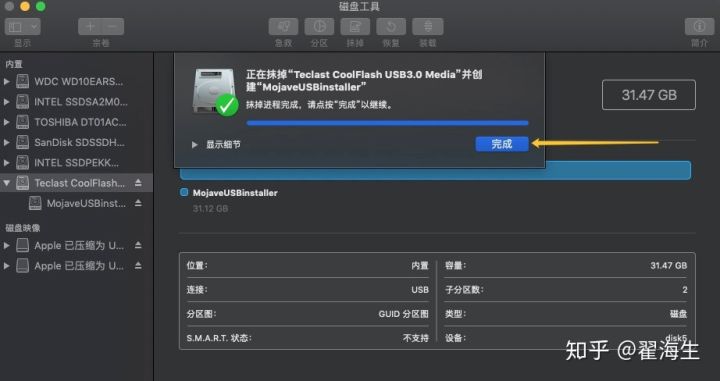 磁盘工具
显示
宗卷
急救
分区
抹掉
恢复
装载
简介
内置
WDC WD10EARS...
INTEL SSDSA2M0...
TOSHIBA DT01AC...
SanDisk SDSSDH...
INTEL SSDPEKK...
Teclast CoolFlash...
MojaveUSBinst...
磁盘映像
Apple 已压缩为 U...
Apple 已压缩为 U...
正在抹掉“Teclast CoolFlash USB3.0 Media”并创
建“MojaveUSBinstaller”
抹掉进程完成，请点按“完成”以继续。
显示细节
完成
31.47 GB
MojaveUSBinstaller
31.12 GB
位置：
内置
容量：
31.47 GB
连接：
USB
子分区数：
2
分区图：
GUID 分区图
类型：
磁盘
S.M.A.R.T. 状态：
不支持
设备：
disk5
知乎 @翟海生